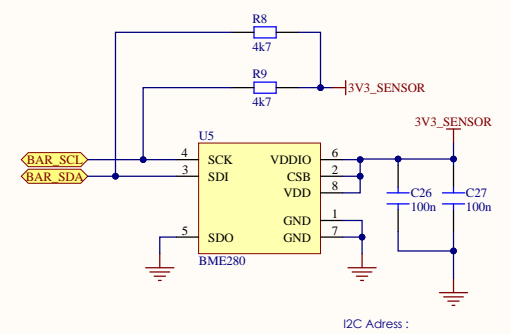 R8
4k7
R9
4k7
3V3_SENSOR
3V3_SENSOR
U5
BAR_SCL
BAR_SDA
4 SCK VDDIO 6
3 SDI CSB 2
VDD 8
GND 1
5 SDO GND 7
BME280
C26
100n
C27
100n
I2C Adress :